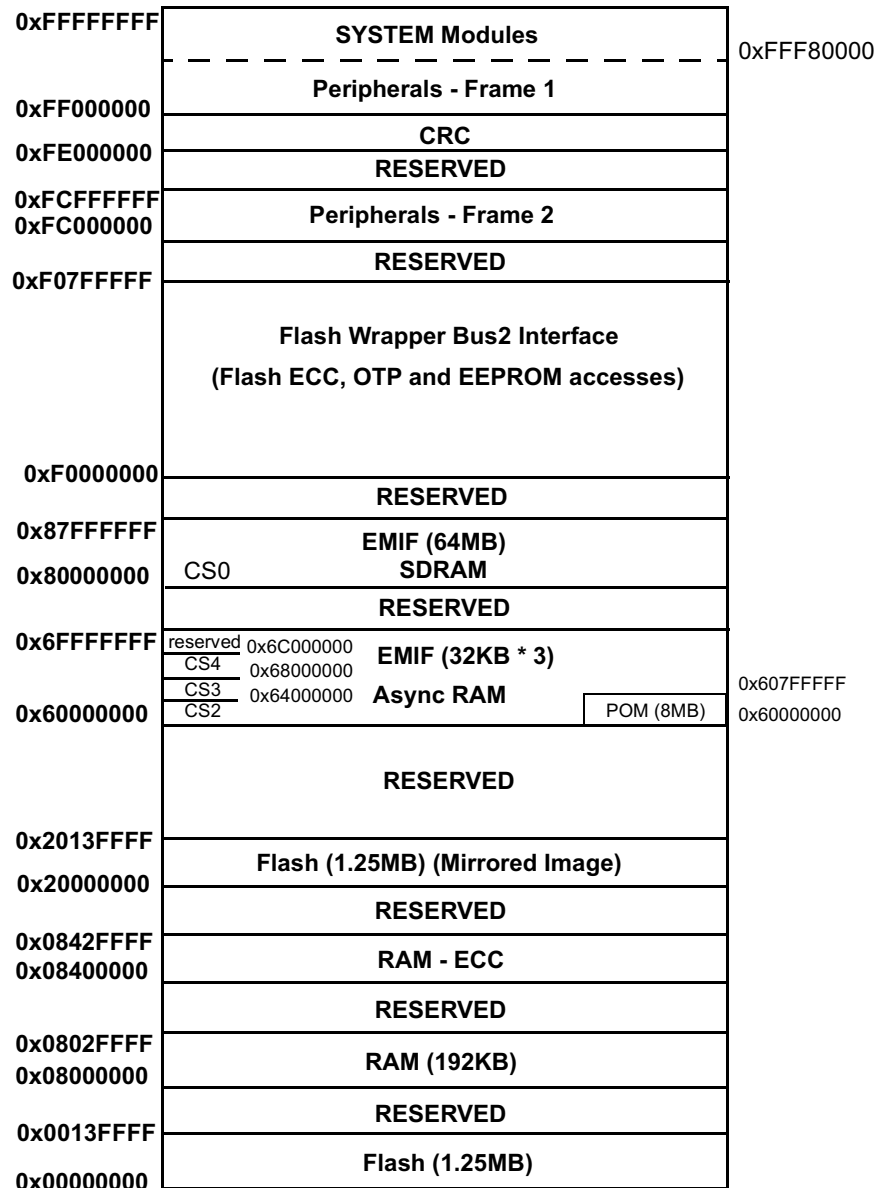 0xFFFFFFFF
SYSTEM Modules
0xFFF80000
Peripherals - Frame 1
0xFF000000
CRC
0xFE000000
RESERVED
0xFCFFFFFF
Peripherals - Frame 2
0xFC000000
RESERVED
0xF07FFFFF
Flash Wrapper Bus2 Interface
(Flash ECC, OTP and EEPROM accesses)
0xF0000000
RESERVED
0x87FFFFFF
EMIF (64MB)
0x80000000
CS0
SDRAM
RESERVED
0x6FFFFFFF
reserved
0x6C000000
EMIF (32KB * 3)
CS4
0x68000000
CS3
0x64000000
Async RAM
0x607FFFFF
0x60000000
CS2
POM (8MB)
0x60000000
RESERVED
0x2013FFFF
Flash (1.25MB) (Mirrored Image)
0x20000000
RESERVED
0x0842FFFF
RAM - ECC
0x08400000
RESERVED
0x0802FFFF
RAM (192KB)
0x08000000
RESERVED
0x0013FFFF
Flash (1.25MB)
0x00000000